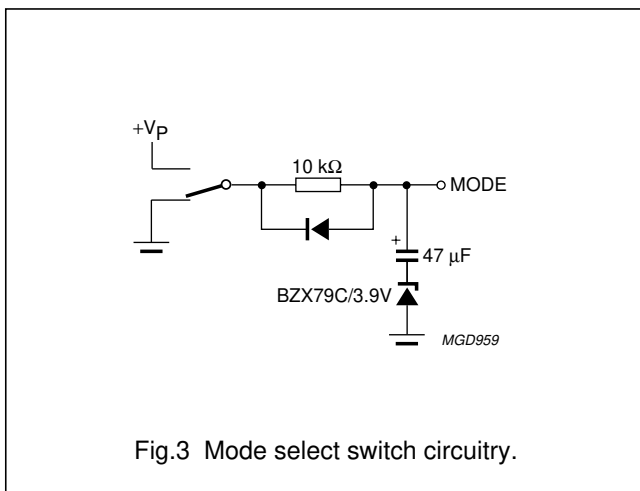 +VP
10 kΩ
MODE
+
47 μF
BZX79C/3.9V
MGD959
Fig.3 Mode select switch circuitry.